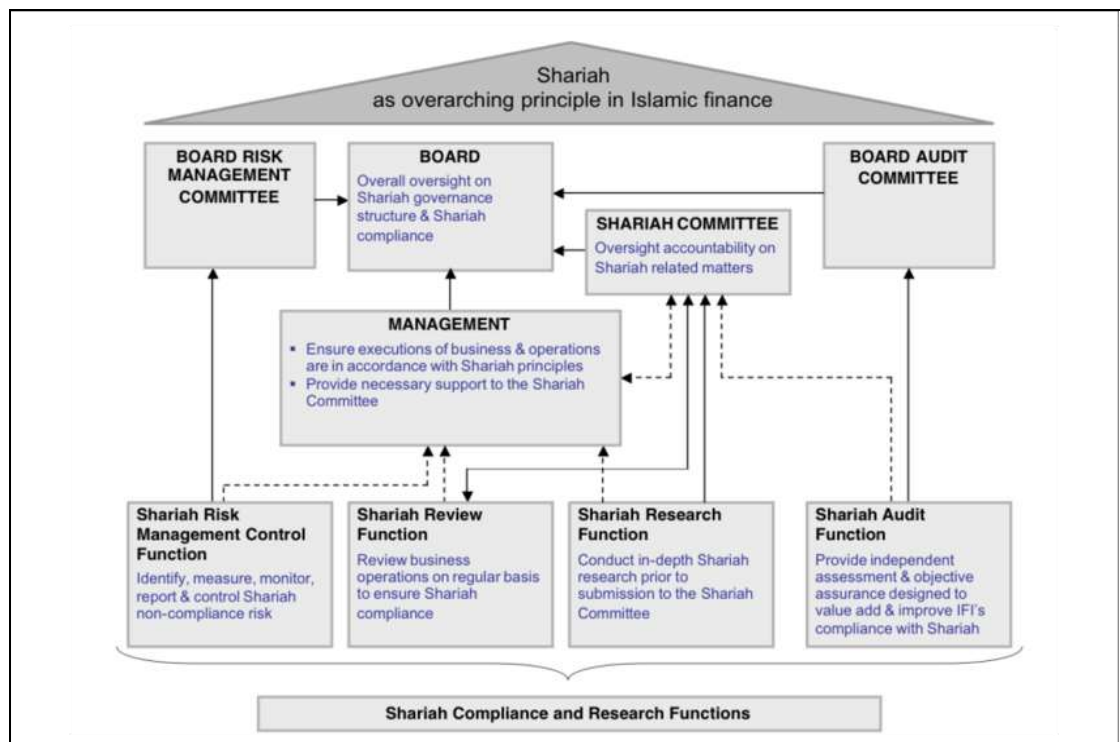 Shariah
as overarching principle in Islamic finance
BOARD RISK
MANAGEMENT
COMMITTEE
BOARD
Overall oversight on
Shariah governance
structure & Shariah
compliance
BOARD AUDIT
COMMITTEE
SHARIAH COMMITTEE
Oversight accountability on
Shariah related matters
MANAGEMENT
▪ Ensure executions of business & operations
are in accordance with Shariah principles
▪ Provide necessary support to the Shariah
Committee
Shariah Risk
Management Control
Function
Identify, measure, monitor,
report & control Shariah
non-compliance risk
Shariah Review
Function
Review business
operations on regular basis
to ensure Shariah
compliance
Shariah Research
Function
Conduct in-depth Shariah
research prior to
submission to the Shariah
Committee
Shariah Audit
Function
Provide independent
assessment & objective
assurance designed to
value add & improve IFI's
compliance with Shariah
Shariah Compliance and Research Functions